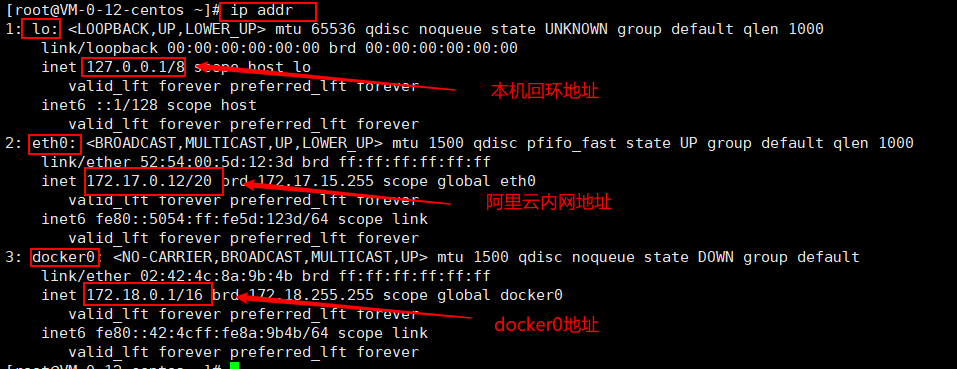 [root@VM-0-12-centos ~]# ip addr
1: lo: <LOOPBACK,UP,LOWER_UP> mtu 65536 qdisc noqueue state UNKNOWN group default qlen 1000
link/loopback 00:00:00:00:00:00 brd 00:00:00:00:00:00
inet 127.0.0.1/8 scope host lo
valid_lft forever preferred_lft forever
本机回环地址
inet6 ::1/128 scope host
valid_lft forever preferred_lft forever
2: eth0: <BROADCAST,MULTICAST,UP,LOWER_UP> mtu 1500 qdisc pfifo_fast state UP group default qlen 1000
link/ether 52:54:00:5d:12:3d brd ff:ff:ff:ff:ff:ff
inet 172.17.0.12/20 brd 172.17.15.255 scope global eth0
valid_lft forever preferred_lft forever
阿里云内网地址
inet6 fe80::5054:ff:fe5d:123d/64 scope link
valid_lft forever preferred_lft forever
3: docker0: <NO-CARRIER,BROADCAST,MULTICAST,UP> mtu 1500 qdisc noqueue state DOWN group default
link/ether 02:42:4c:8a:9b:4b brd ff:ff:ff:ff:ff:ff
inet 172.18.0.1/16 brd 172.18.255.255 scope global docker0
valid_lft forever preferred_lft forever
docker0地址
inet6 fe80::42:4cff:fe8a:9b4b/64 scope link
valid_lft forever preferred_lft forever
[root@VM-0-12-centos ~]#